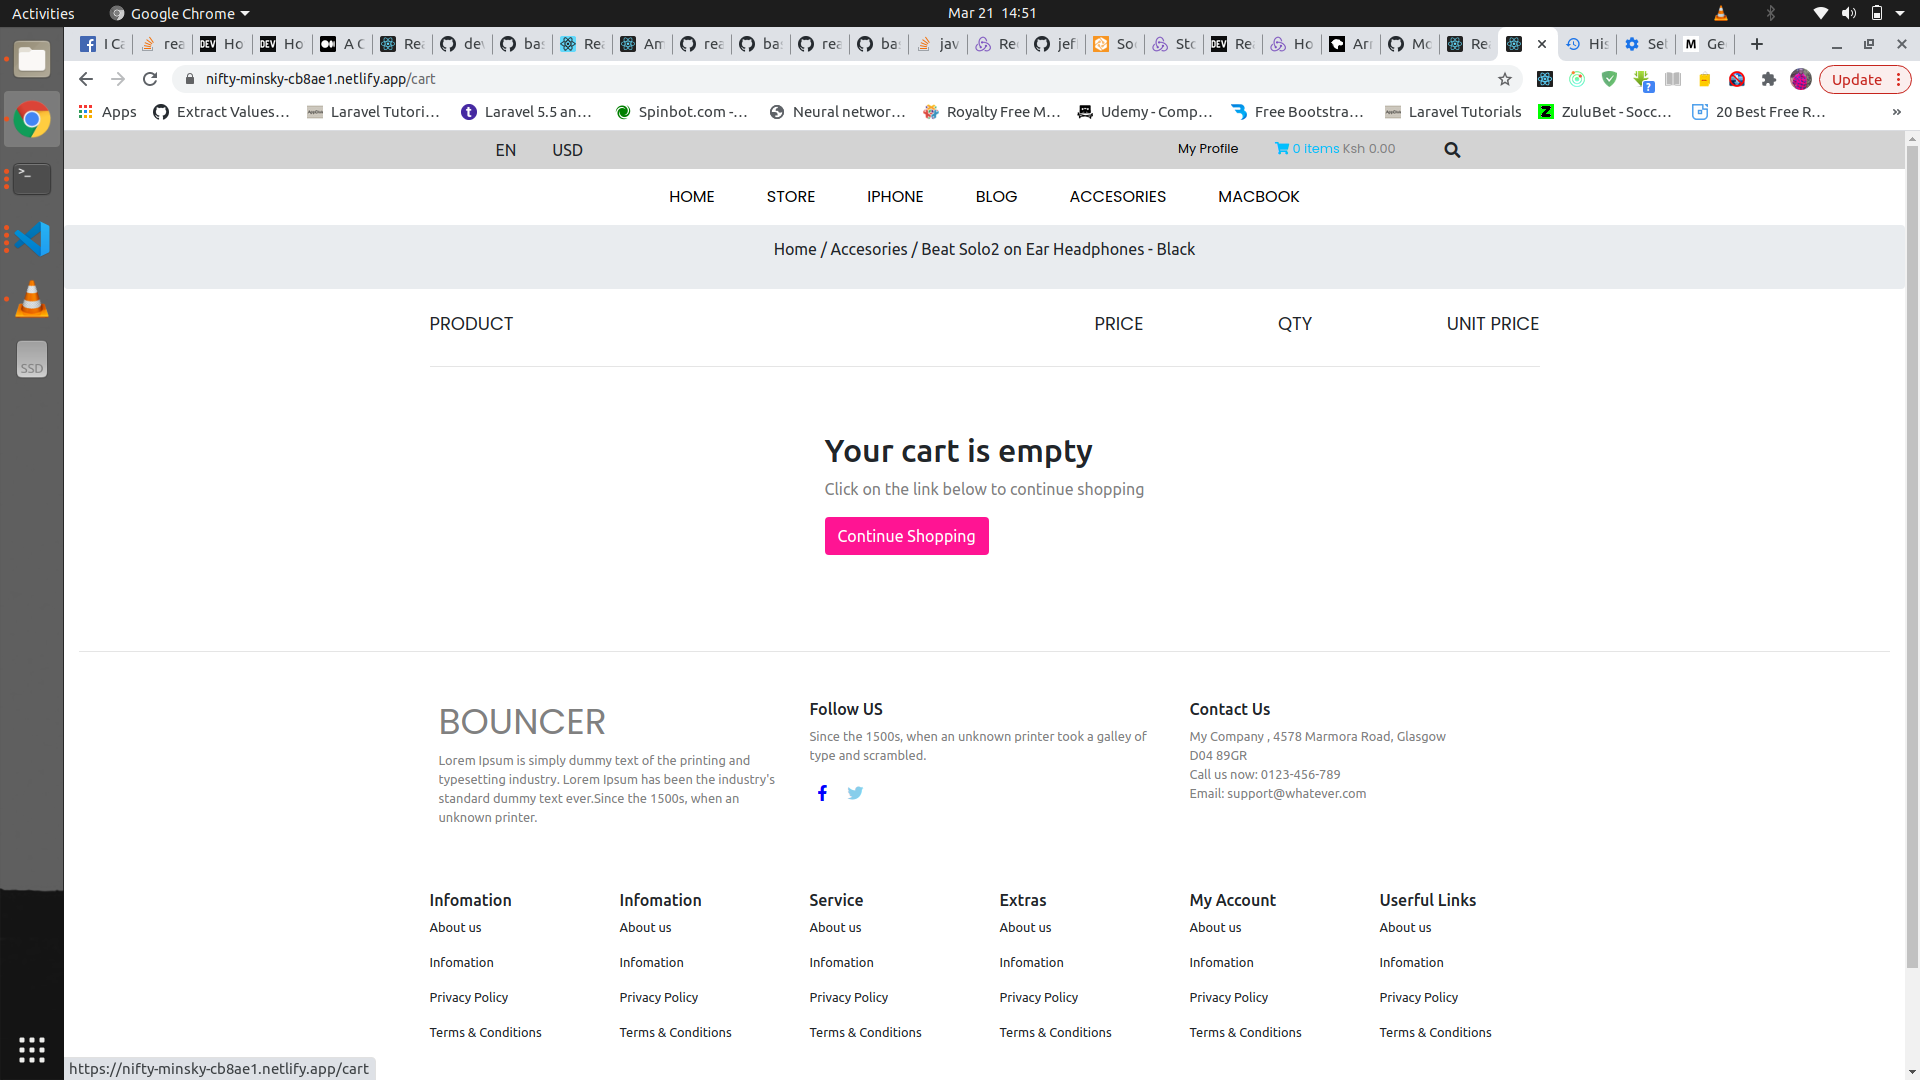 Activities Google Chrome Mar 21 14:51
I Ca rea Ho Ho A C Rea dev bas Rea Am rea bas rea bas jav Rec jef Soc Sto Rea Ho Arr Mo Rea His Set Ge
nifty-minsky-cb8ae1.netlify.app/cart Update
Apps Extract Values… Laravel Tutori… Laravel 5.5 an… Spinbot.com -… Neural networ… Royalty Free M… Udemy - Comp… Free Bootstra… Laravel Tutorials ZuluBet - Socc… 20 Best Free R… »
EN USD My Profile 0 Items Ksh 0.00
HOME STORE IPHONE BLOG ACCESORIES MACBOOK
Home / Accesories / Beat Solo2 on Ear Headphones - Black
PRODUCT PRICE QTY UNIT PRICE
Your cart is empty
Click on the link below to continue shopping
Continue Shopping
SSD
BOUNCER
Lorem Ipsum is simply dummy text of the printing and
typesetting industry. Lorem Ipsum has been the industry's
standard dummy text ever.Since the 1500s, when an
unknown printer.
Follow US
Since the 1500s, when an unknown printer took a galley of
type and scrambled.
Contact Us
My Company , 4578 Marmora Road, Glasgow
D04 89GR
Call us now: 0123-456-789
Email: support@whatever.com
Infomation Infomation Service Extras My Account Userful Links
About us About us About us About us About us About us
Infomation Infomation Infomation Infomation Infomation Infomation
Privacy Policy Privacy Policy Privacy Policy Privacy Policy Privacy Policy Privacy Policy
Terms & Conditions Terms & Conditions Terms & Conditions Terms & Conditions Terms & Conditions Terms & Conditions
https://nifty-minsky-cb8ae1.netlify.app/cart